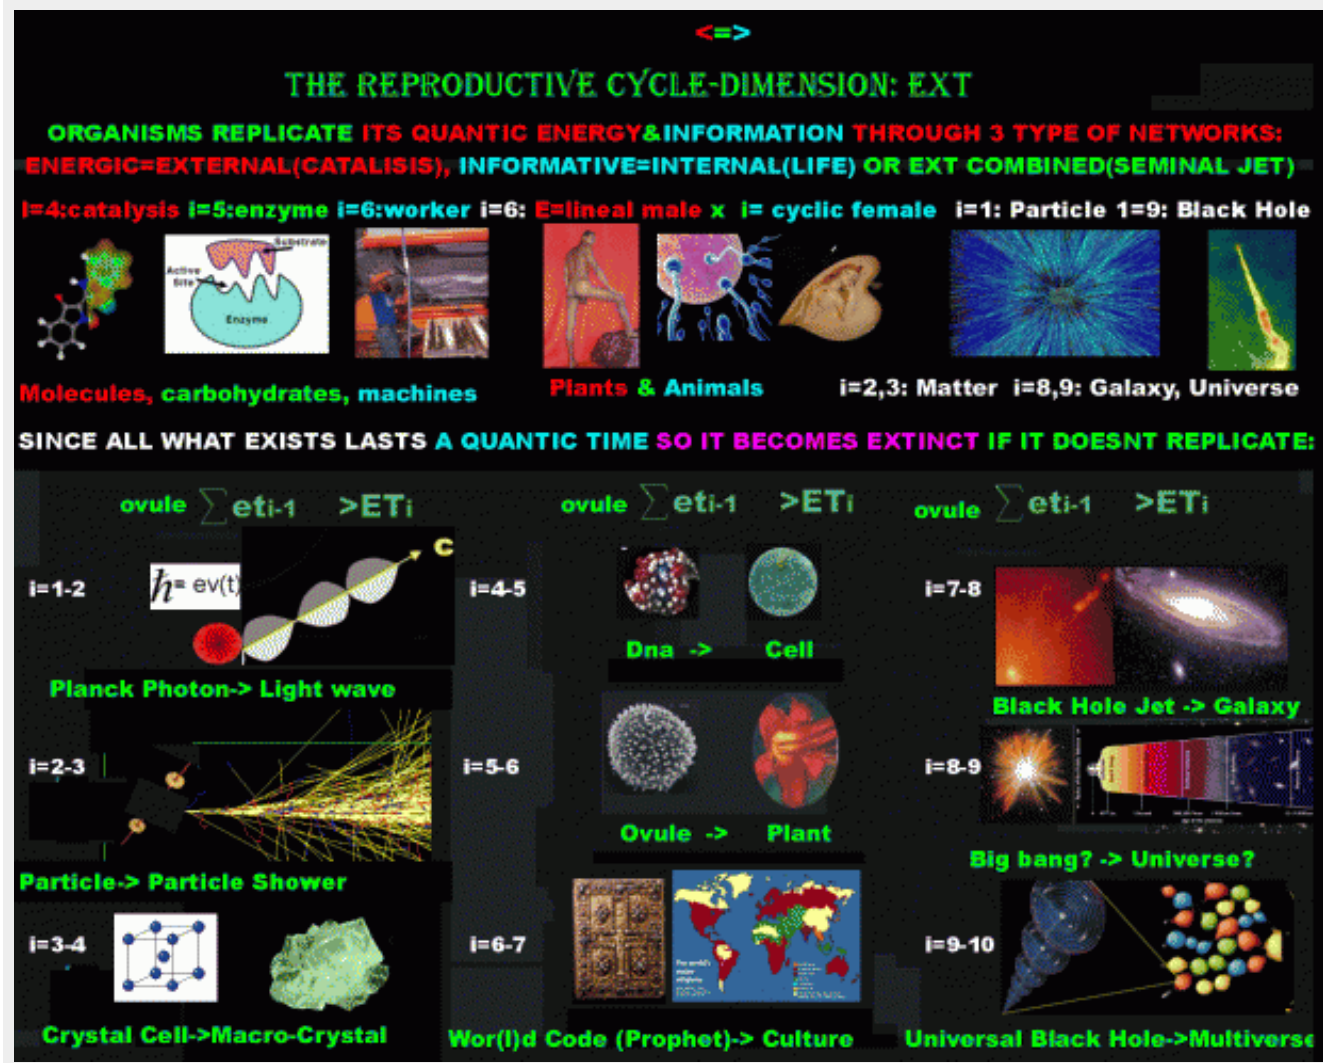 <=>
THE REPRODUCTIVE CYCLE-DIMENSION: EXT
ORGANISMS REPLICATE ITS QUANTIC ENERGY&INFORMATION THROUGH 3 TYPE OF NETWORKS:
ENERGIC=EXTERNAL(CATALISIS), INFORMATIVE=INTERNAL(LIFE) OR EXT COMBINED(SEMINAL JET)
I=4:catalysis i=5:enzyme i=6:worker i=6: E=lineal male x i= cyclic female i=1: Particle 1=9: Black Hole
Substrate
Active
Site
Enzyme
Molecules, carbohydrates, machines
Plants & Animals
i=2,3: Matter i=8,9: Galaxy, Universe
SINCE ALL WHAT EXISTS LASTS A QUANTIC TIME SO IT BECOMES EXTINCT IF IT DOESNT REPLICATE:
ovule ∑eti-1 >ETi
ovule ∑eti-1 >ETi
ovule ∑eti-1 >ETi
i=1-2
ℏ= ev(t)
C
Planck Photon-> Light wave
i=2-3
Particle-> Particle Shower
i=3-4
Crystal Cell->Macro-Crystal
i=4-5
Dna -> Cell
i=5-6
Ovule -> Plant
i=6-7
Wor(l)d Code (Prophet)-> Culture
i=7-8
Black Hole Jet -> Galaxy
i=8-9
Big bang? -> Universe?
i=9-10
Universal Black Hole->Multiverse